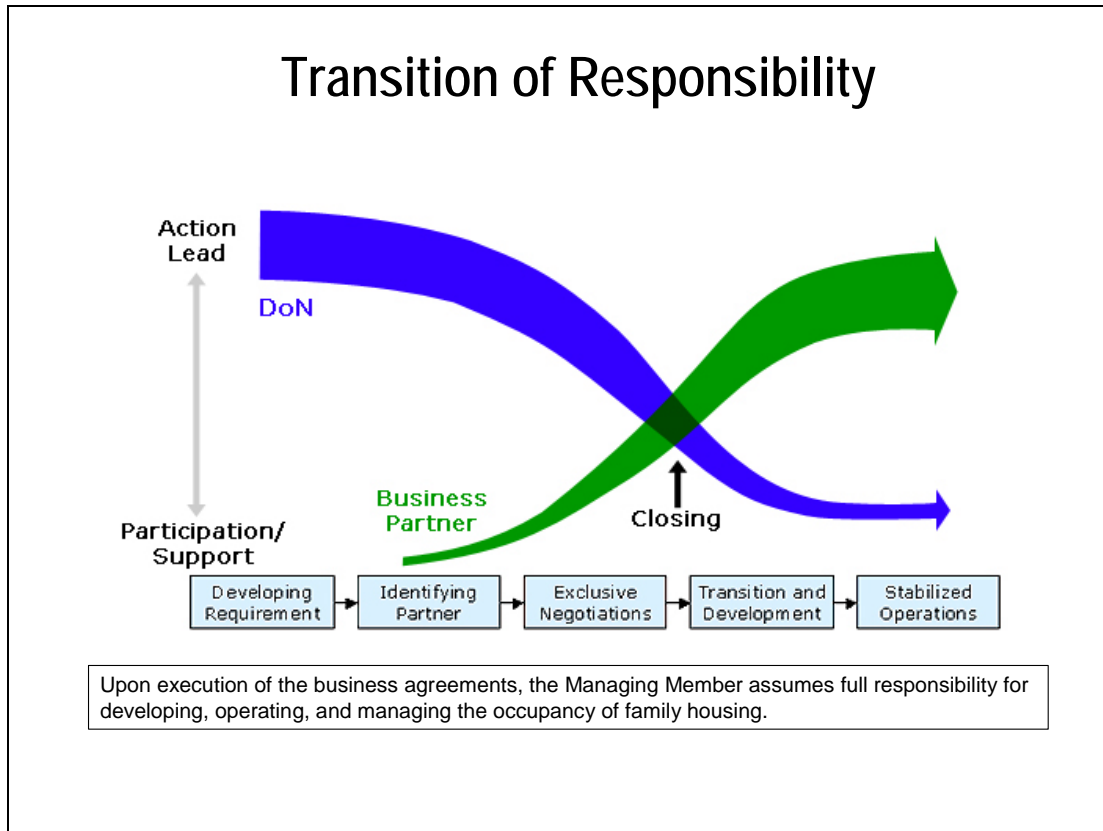 Transition of Responsibility
Action
Lead
DoN
Business
Partner
Closing
Participation/
Support
Developing
Requirement
Identifying
Partner
Exclusive
Negotiations
Transition and
Development
Stabilized
Operations
Upon execution of the business agreements, the Managing Member assumes full responsibility for
developing, operating, and managing the occupancy of family housing.